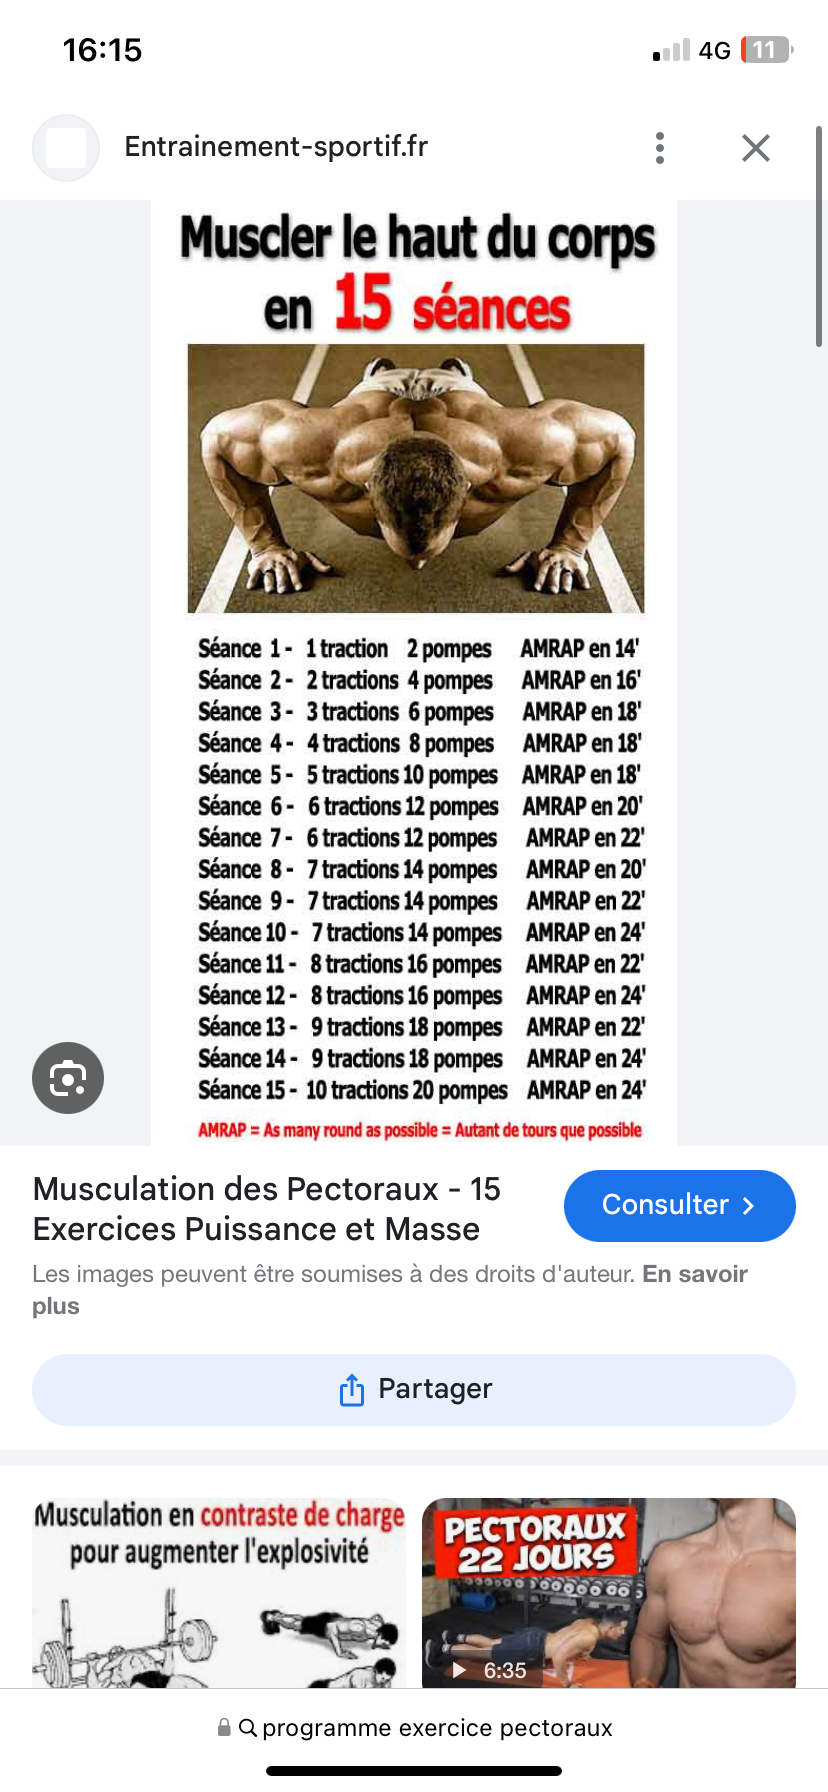 16:15
4G 11
Entrainement-sportif.fr
Muscler le haut du corps
en 15 séances
Séance 1 - 1 traction 2 pompes AMRAP en 14'
Séance 2 - 2 tractions 4 pompes AMRAP en 16'
Séance 3 - 3 tractions 6 pompes AMRAP en 18'
Séance 4 - 4 tractions 8 pompes AMRAP en 18'
Séance 5 - 5 tractions 10 pompes AMRAP en 18'
Séance 6 - 6 tractions 12 pompes AMRAP en 20'
Séance 7 - 6 tractions 12 pompes AMRAP en 22'
Séance 8 - 7 tractions 14 pompes AMRAP en 20'
Séance 9 - 7 tractions 14 pompes AMRAP en 22'
Séance 10 - 7 tractions 14 pompes AMRAP en 24'
Séance 11 - 8 tractions 16 pompes AMRAP en 22'
Séance 12 - 8 tractions 16 pompes AMRAP en 24'
Séance 13 - 9 tractions 18 pompes AMRAP en 22'
Séance 14 - 9 tractions 18 pompes AMRAP en 24'
Séance 15 - 10 tractions 20 pompes AMRAP en 24'
AMRAP = As many round as possible = Autant de tours que possible
Musculation des Pectoraux - 15
Exercices Puissance et Masse
Consulter
Les images peuvent être soumises à des droits d'auteur. En savoir
plus
Partager
Musculation en contraste de charge
pour augmenter l'explosivité
PECTORAUX
22 JOURS
6:35
programme exercice pectoraux